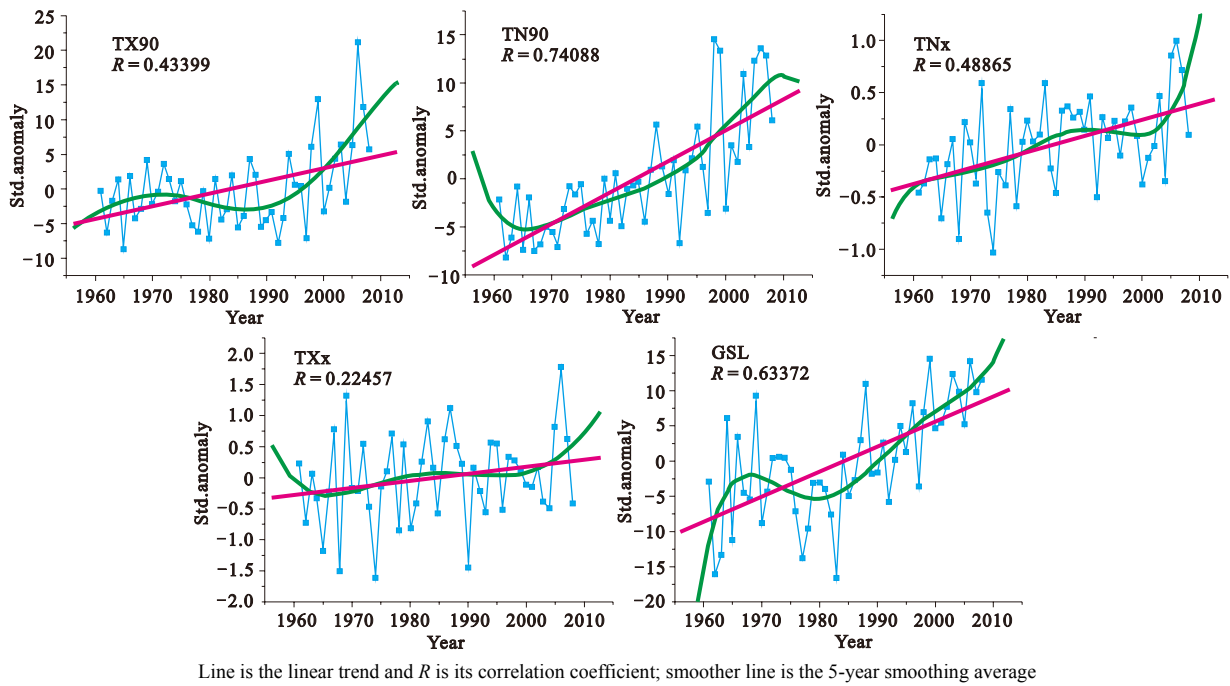 TX90
R = 0.43399
Std.anomaly
25
20
15
10
5
0
−5
−10
1960 1970 1980 1990 2000 2010
Year
TN90
R = 0.74088
15
10
5
0
−5
−10
1960 1970 1980 1990 2000 2010
Year
TNx
R = 0.48865
1.0
0.5
0
−0.5
−1.0
1960 1970 1980 1990 2000 2010
Year
TXx
R = 0.22457
Std.anomaly
2.0
1.5
1.0
0.5
0
−0.5
−1.0
−1.5
−2.0
1960 1970 1980 1990 2000 2010
Year
GSL
R = 0.63372
Std.anomaly
15
10
5
0
−5
−10
−15
−20
1960 1970 1980 1990 2000 2010
Year
Line is the linear trend and R is its correlation coefficient; smoother line is the 5-year smoothing average